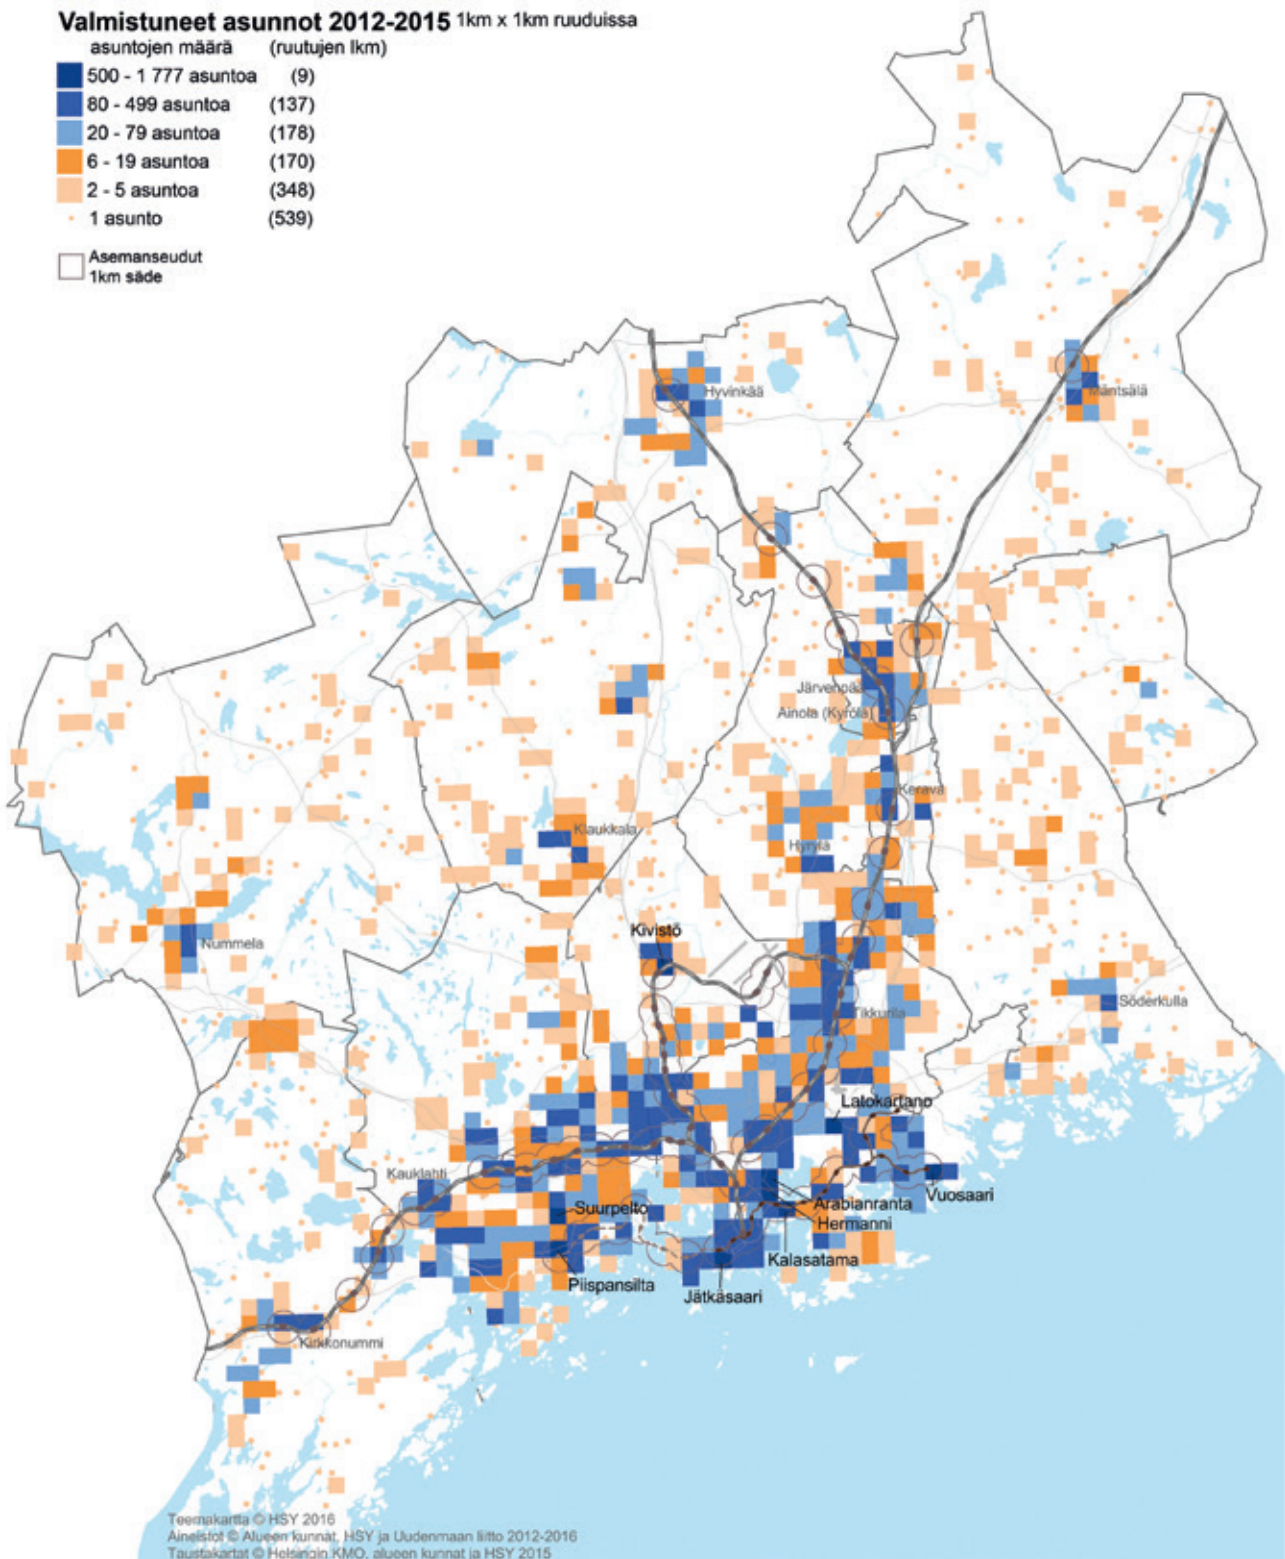 Valmistuneet asunnot 2012-2015 1km x 1km ruuduissa
asuntojen määrä (ruutujen lkm)
500 - 1 777 asuntoa (9)
80 - 499 asuntoa (137)
20 - 79 asuntoa (178)
6 - 19 asuntoa (170)
2 - 5 asuntoa (348)
1 asunto (539)
Asemanseudut
1km säde
Hyvinkää
Mäntsälä
Järvenpää
Ainola (Kyrölä)
Kerava
Klaukkala
Hyrylä
Kivistö
Nummela
Söderkulla
Tikkurila
Latokartano
Kauklahti
Suurpelto
Arabianranta
Vuosaari
Hermanni
Kalasatama
Piispansilta
Jätkäsaari
Kirkkonummi
Teemakartta © HSY 2016
Aineistot © Alueen kunnat, HSY ja Uudenmaan liitto 2012-2016
Taustakartat © Helsingin KMO, alueen kunnat ja HSY 2015